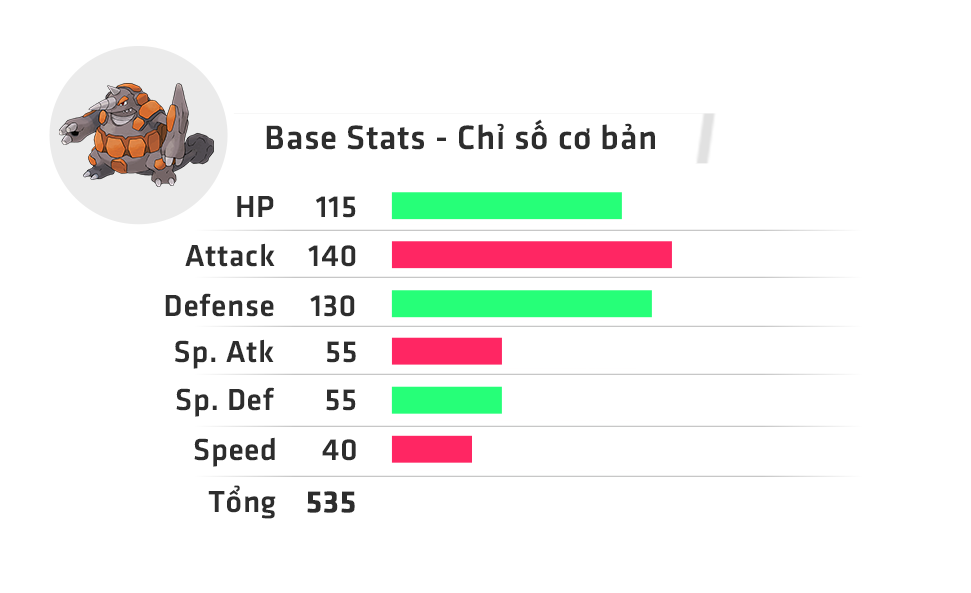 Base Stats - Chỉ số cơ bản
HP 115
Attack 140
Defense 130
Sp. Atk 55
Sp. Def 55
Speed 40
Tổng 535